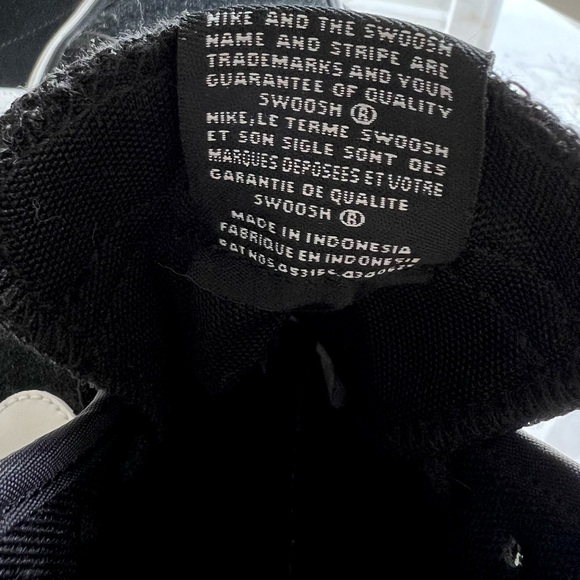 NIKE AND THE SWOOSH
NAME AND STRIPE ARE
TRADEMARKS AND YOUR
GUARANTEE OF QUALITY
SWOOSH ®
NIKE, LE TERME SWOOSH
ET SON SIGLE SONT DES
MARQUES DEPOSEES ET VOTRE
GARANTIE DE QUALITE
SWOOSH ®
MADE IN INDONESIA
FABRIQUE EN INDONESIE
PAT NOS.